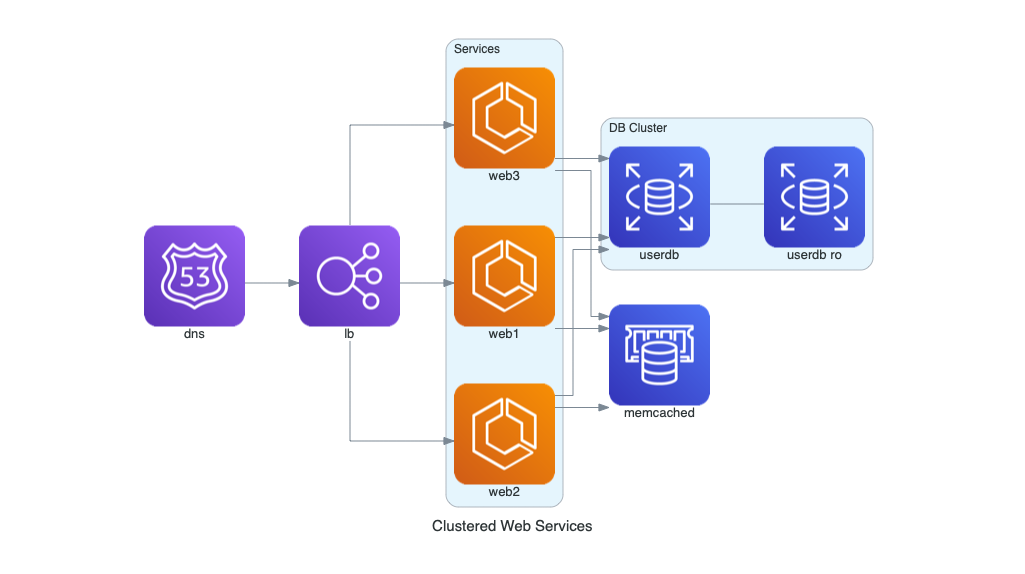 Services
web3
DB Cluster
userdb
userdb ro
53
dns
lb
web1
memcached
web2
Clustered Web Services